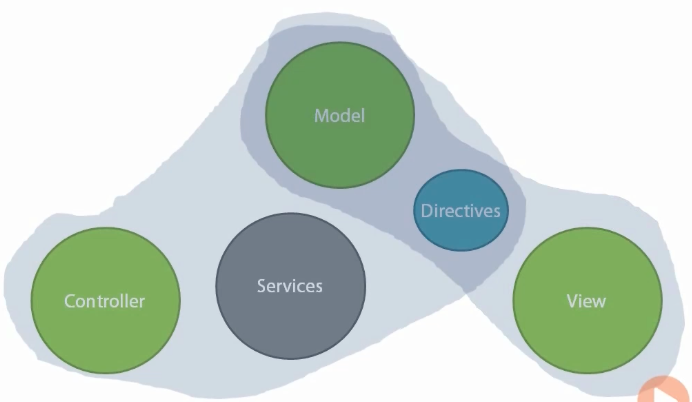 Model
Directives
Services
Controller
View